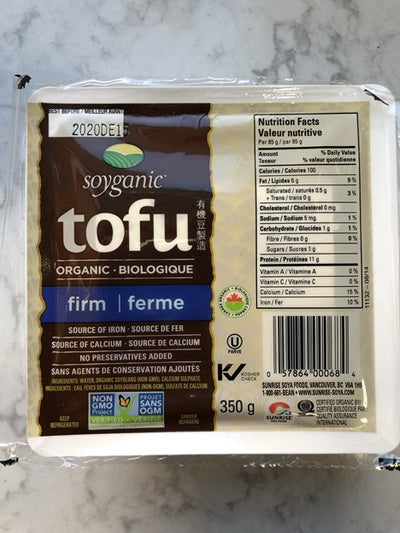 BEST BEFORE / MEILLEUR AVANT
2020DE15
soyganic
tofu
有機豆製造
ORGANIC · BIOLOGIQUE
firm | ferme
SOURCE OF IRON · SOURCE DE FER
SOURCE OF CALCIUM · SOURCE DE CALCIUM
NO PRESERVATIVES ADDED
SANS AGENTS DE CONSERVATION AJOUTÉS
INGREDIENTS: WATER, ORGANIC SOYBEANS (NON-GMO), CALCIUM SULPHATE.
INGRÉDIENTS : EAU, FÈVES DE SOJA BIOLOGIQUES (NON-OGM), SULFATE DE CALCIUM.
KEEP
REFRIGERATED
NON
GMO
Project
VERIFIED
PROJET
SANS
OGM
VERIFIÉ
GARDER
RÉFRIGÉRÉ
Nutrition Facts
Valeur nutritive
Per 85 g / par 85 g
Amount % Daily Value
Teneur % valeur quotidienne
Calories / Calories 100
Fat / Lipides 6 g 9 %
Saturated / saturés 0.5 g
+ Trans / trans 0 g 3 %
Cholesterol / Cholestérol 0 mg
Sodium / Sodium 5 mg 1 %
Carbohydrate / Glucides 1 g 1 %
Fibre / Fibres 0 g 0 %
Sugars / Sucres 1 g
Protein / Protéines 11 g
Vitamin A / Vitamine A 0 %
Vitamin C / Vitamine C 0 %
Calcium / Calcium 15 %
Iron / Fer 10 %
11132 - 08/14
U
PARVE
KOSHER
CHECK
0 57864 00068 4
350 g
SUNRISE SOYA FOODS, VANCOUVER, BC V6A 1H5
1-800-661-BEAN · WWW.SUNRISE-SOYA.COM
SUNRISE
CERTIFIED ORGANIC BY/
CERTIFIÉ BIOLOGIQUE PAR
QUALITY ASSURANCE
INTERNATIONAL